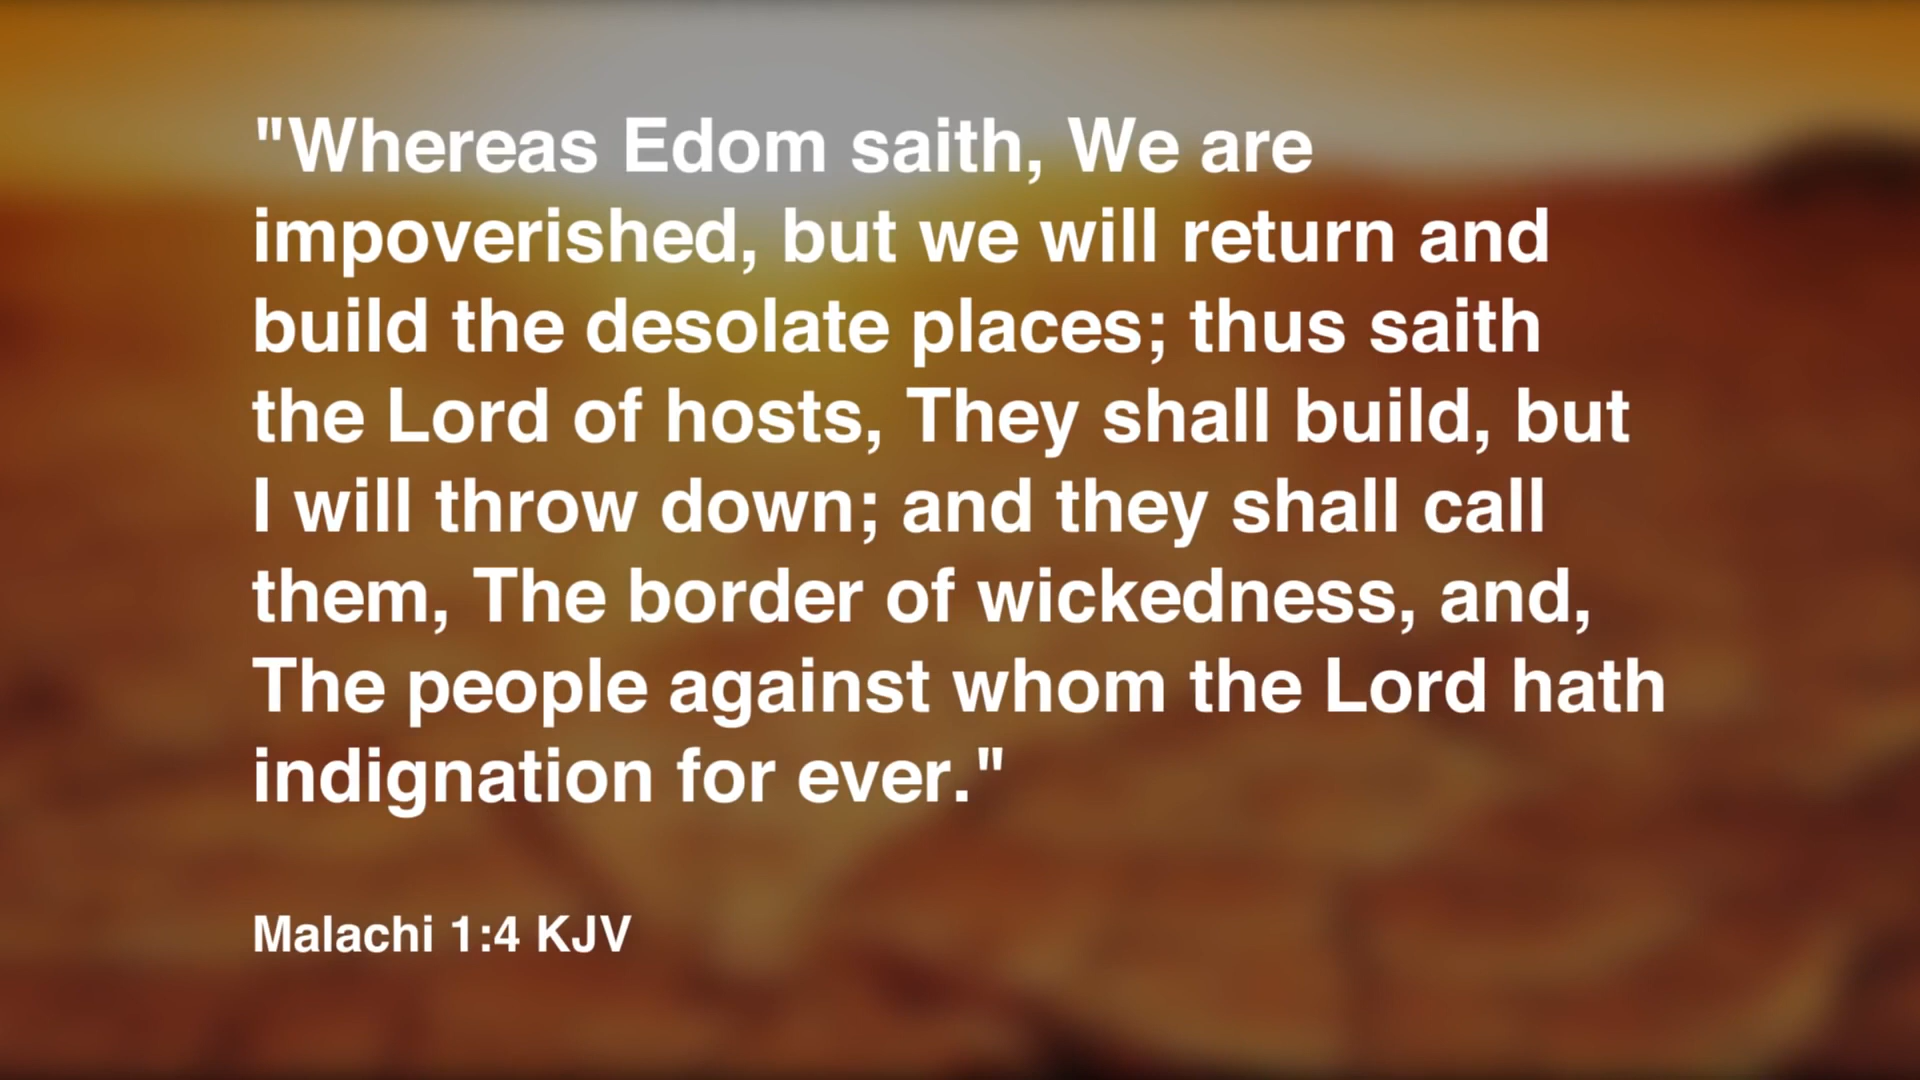 "Whereas Edom saith, We are
impoverished, but we will return and
build the desolate places; thus saith
the Lord of hosts, They shall build, but
I will throw down; and they shall call
them, The border of wickedness, and,
The people against whom the Lord hath
indignation for ever."
Malachi 1:4 KJV